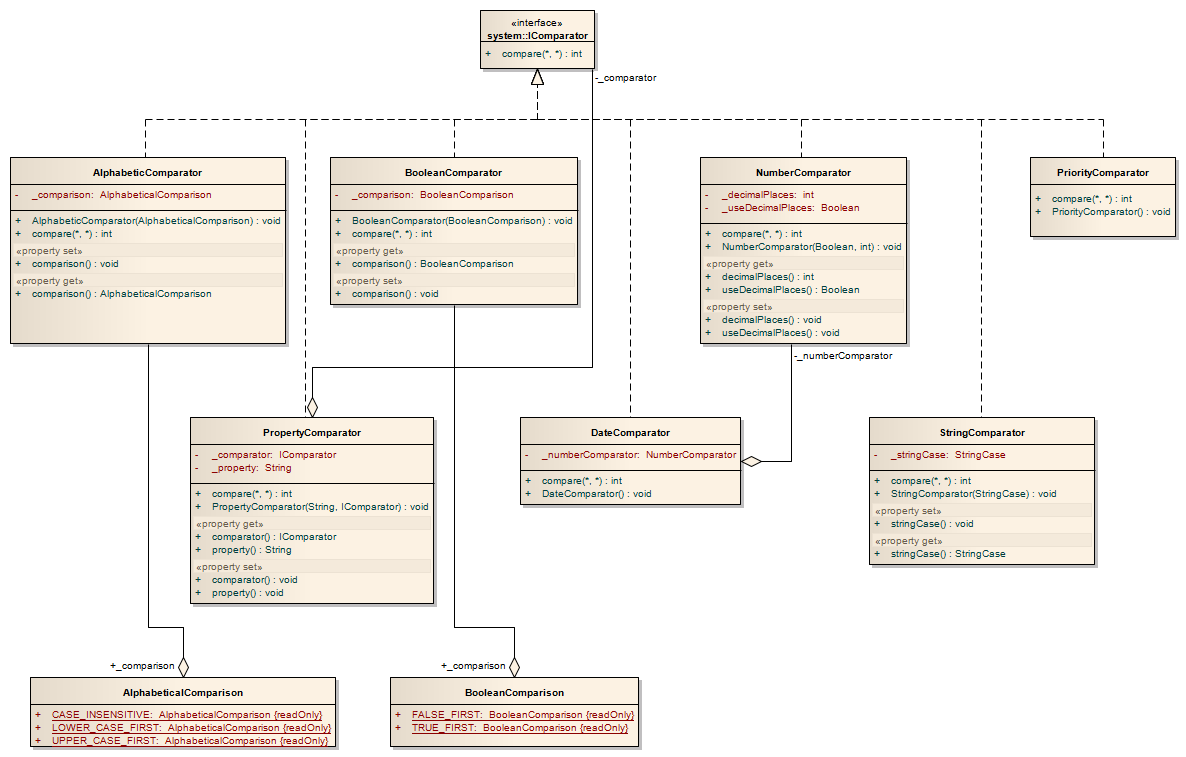 «interface»
system::IComparator
+ compare(*, *) : int
-_comparator
AlphabeticComparator
- _comparison: AlphabeticalComparison
+ AlphabeticComparator(AlphabeticalComparison) : void
+ compare(*, *) : int
«property set»
+ comparison() : void
«property get»
+ comparison() : AlphabeticalComparison
BooleanComparator
- _comparison: BooleanComparison
+ BooleanComparator(BooleanComparison) : void
+ compare(*, *) : int
«property get»
+ comparison() : BooleanComparison
«property set»
+ comparison() : void
NumberComparator
- _decimalPlaces: int
- _useDecimalPlaces: Boolean
+ compare(*, *) : int
+ NumberComparator(Boolean, int) : void
«property get»
+ decimalPlaces() : int
+ useDecimalPlaces() : Boolean
«property set»
+ decimalPlaces() : void
+ useDecimalPlaces() : void
PriorityComparator
+ compare(*, *) : int
+ PriorityComparator() : void
-_numberComparator
PropertyComparator
- _comparator: IComparator
- _property: String
+ compare(*, *) : int
+ PropertyComparator(String, IComparator) : void
«property get»
+ comparator() : IComparator
+ property() : String
«property set»
+ comparator() : void
+ property() : void
DateComparator
- _numberComparator: NumberComparator
+ compare(*, *) : int
+ DateComparator() : void
StringComparator
- _stringCase: StringCase
+ compare(*, *) : int
+ StringComparator(StringCase) : void
«property set»
+ stringCase() : void
«property get»
+ stringCase() : StringCase
+_comparison
AlphabeticalComparison
+ CASE_INSENSITIVE: AlphabeticalComparison {readOnly}
+ LOWER_CASE_FIRST: AlphabeticalComparison {readOnly}
+ UPPER_CASE_FIRST: AlphabeticalComparison {readOnly}
+_comparison
BooleanComparison
+ FALSE_FIRST: BooleanComparison {readOnly}
+ TRUE_FIRST: BooleanComparison {readOnly}